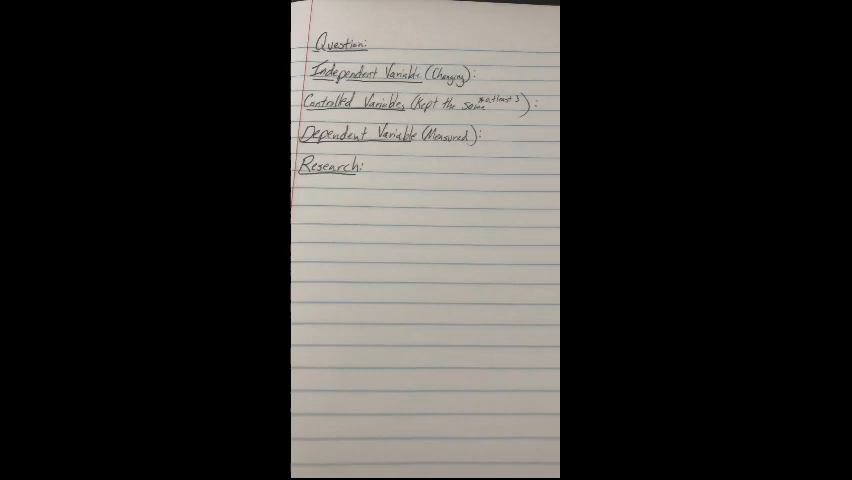 Question:
Independent Variable (Changing):
Controlled Variables (Kept the same *at least 3):
Dependent Variable (Measured):
Research: